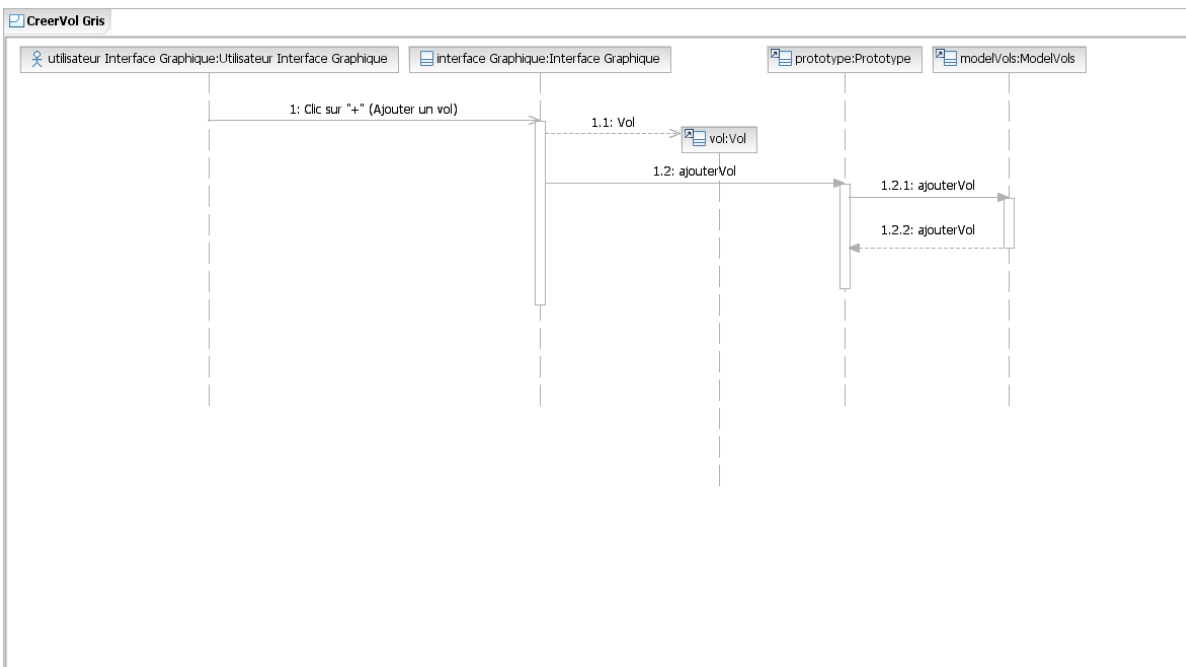 CreerVol Gris
utilisateur Interface Graphique:Utilisateur Interface Graphique
interface Graphique:Interface Graphique
prototype:Prototype
modelVols:ModelVols
1: Clic sur "+" (Ajouter un vol)
1.1: Vol
vol:Vol
1.2: ajouterVol
1.2.1: ajouterVol
1.2.2: ajouterVol